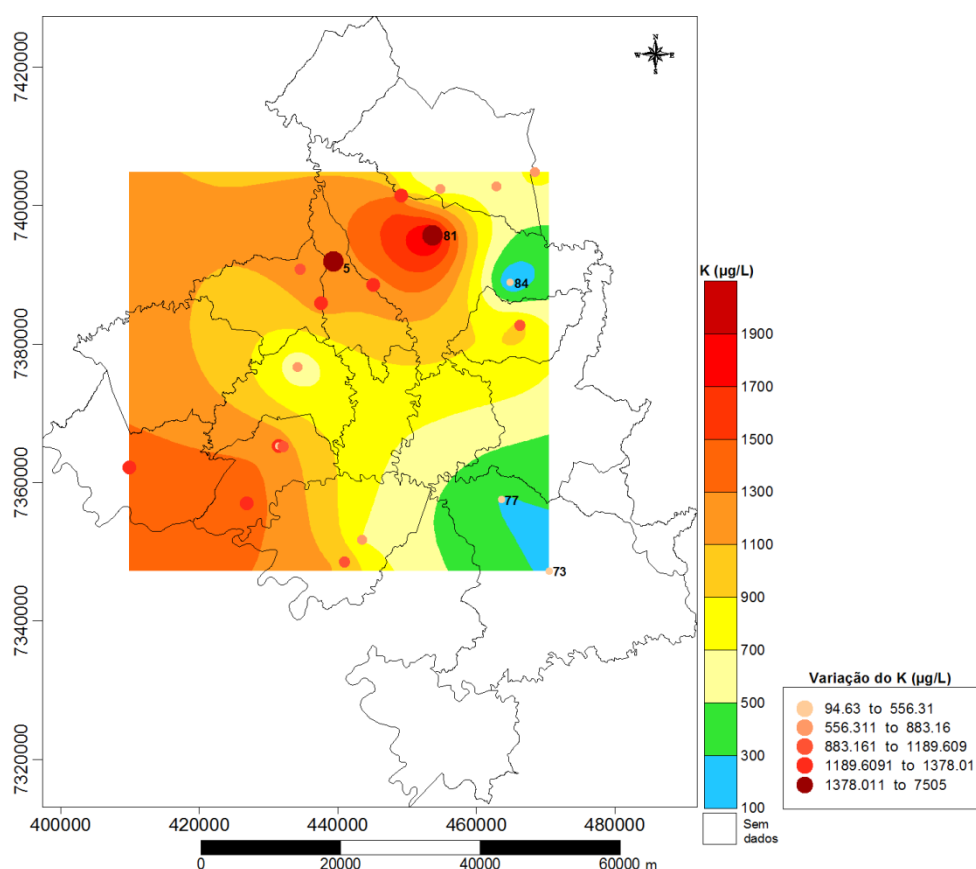 7420000
7400000
7380000
7360000
7340000
7320000
N
W E
S
81
5
84
77
73
400000 420000 440000 460000 480000
0 20000 40000 60000 m
K (µg/L)
1900
1700
1500
1300
1100
900
700
500
300
100
Sem
dados
Variação do K (µg/L)
94.63 to 556.31
556.311 to 883.16
883.161 to 1189.609
1189.6091 to 1378.01
1378.011 to 7505